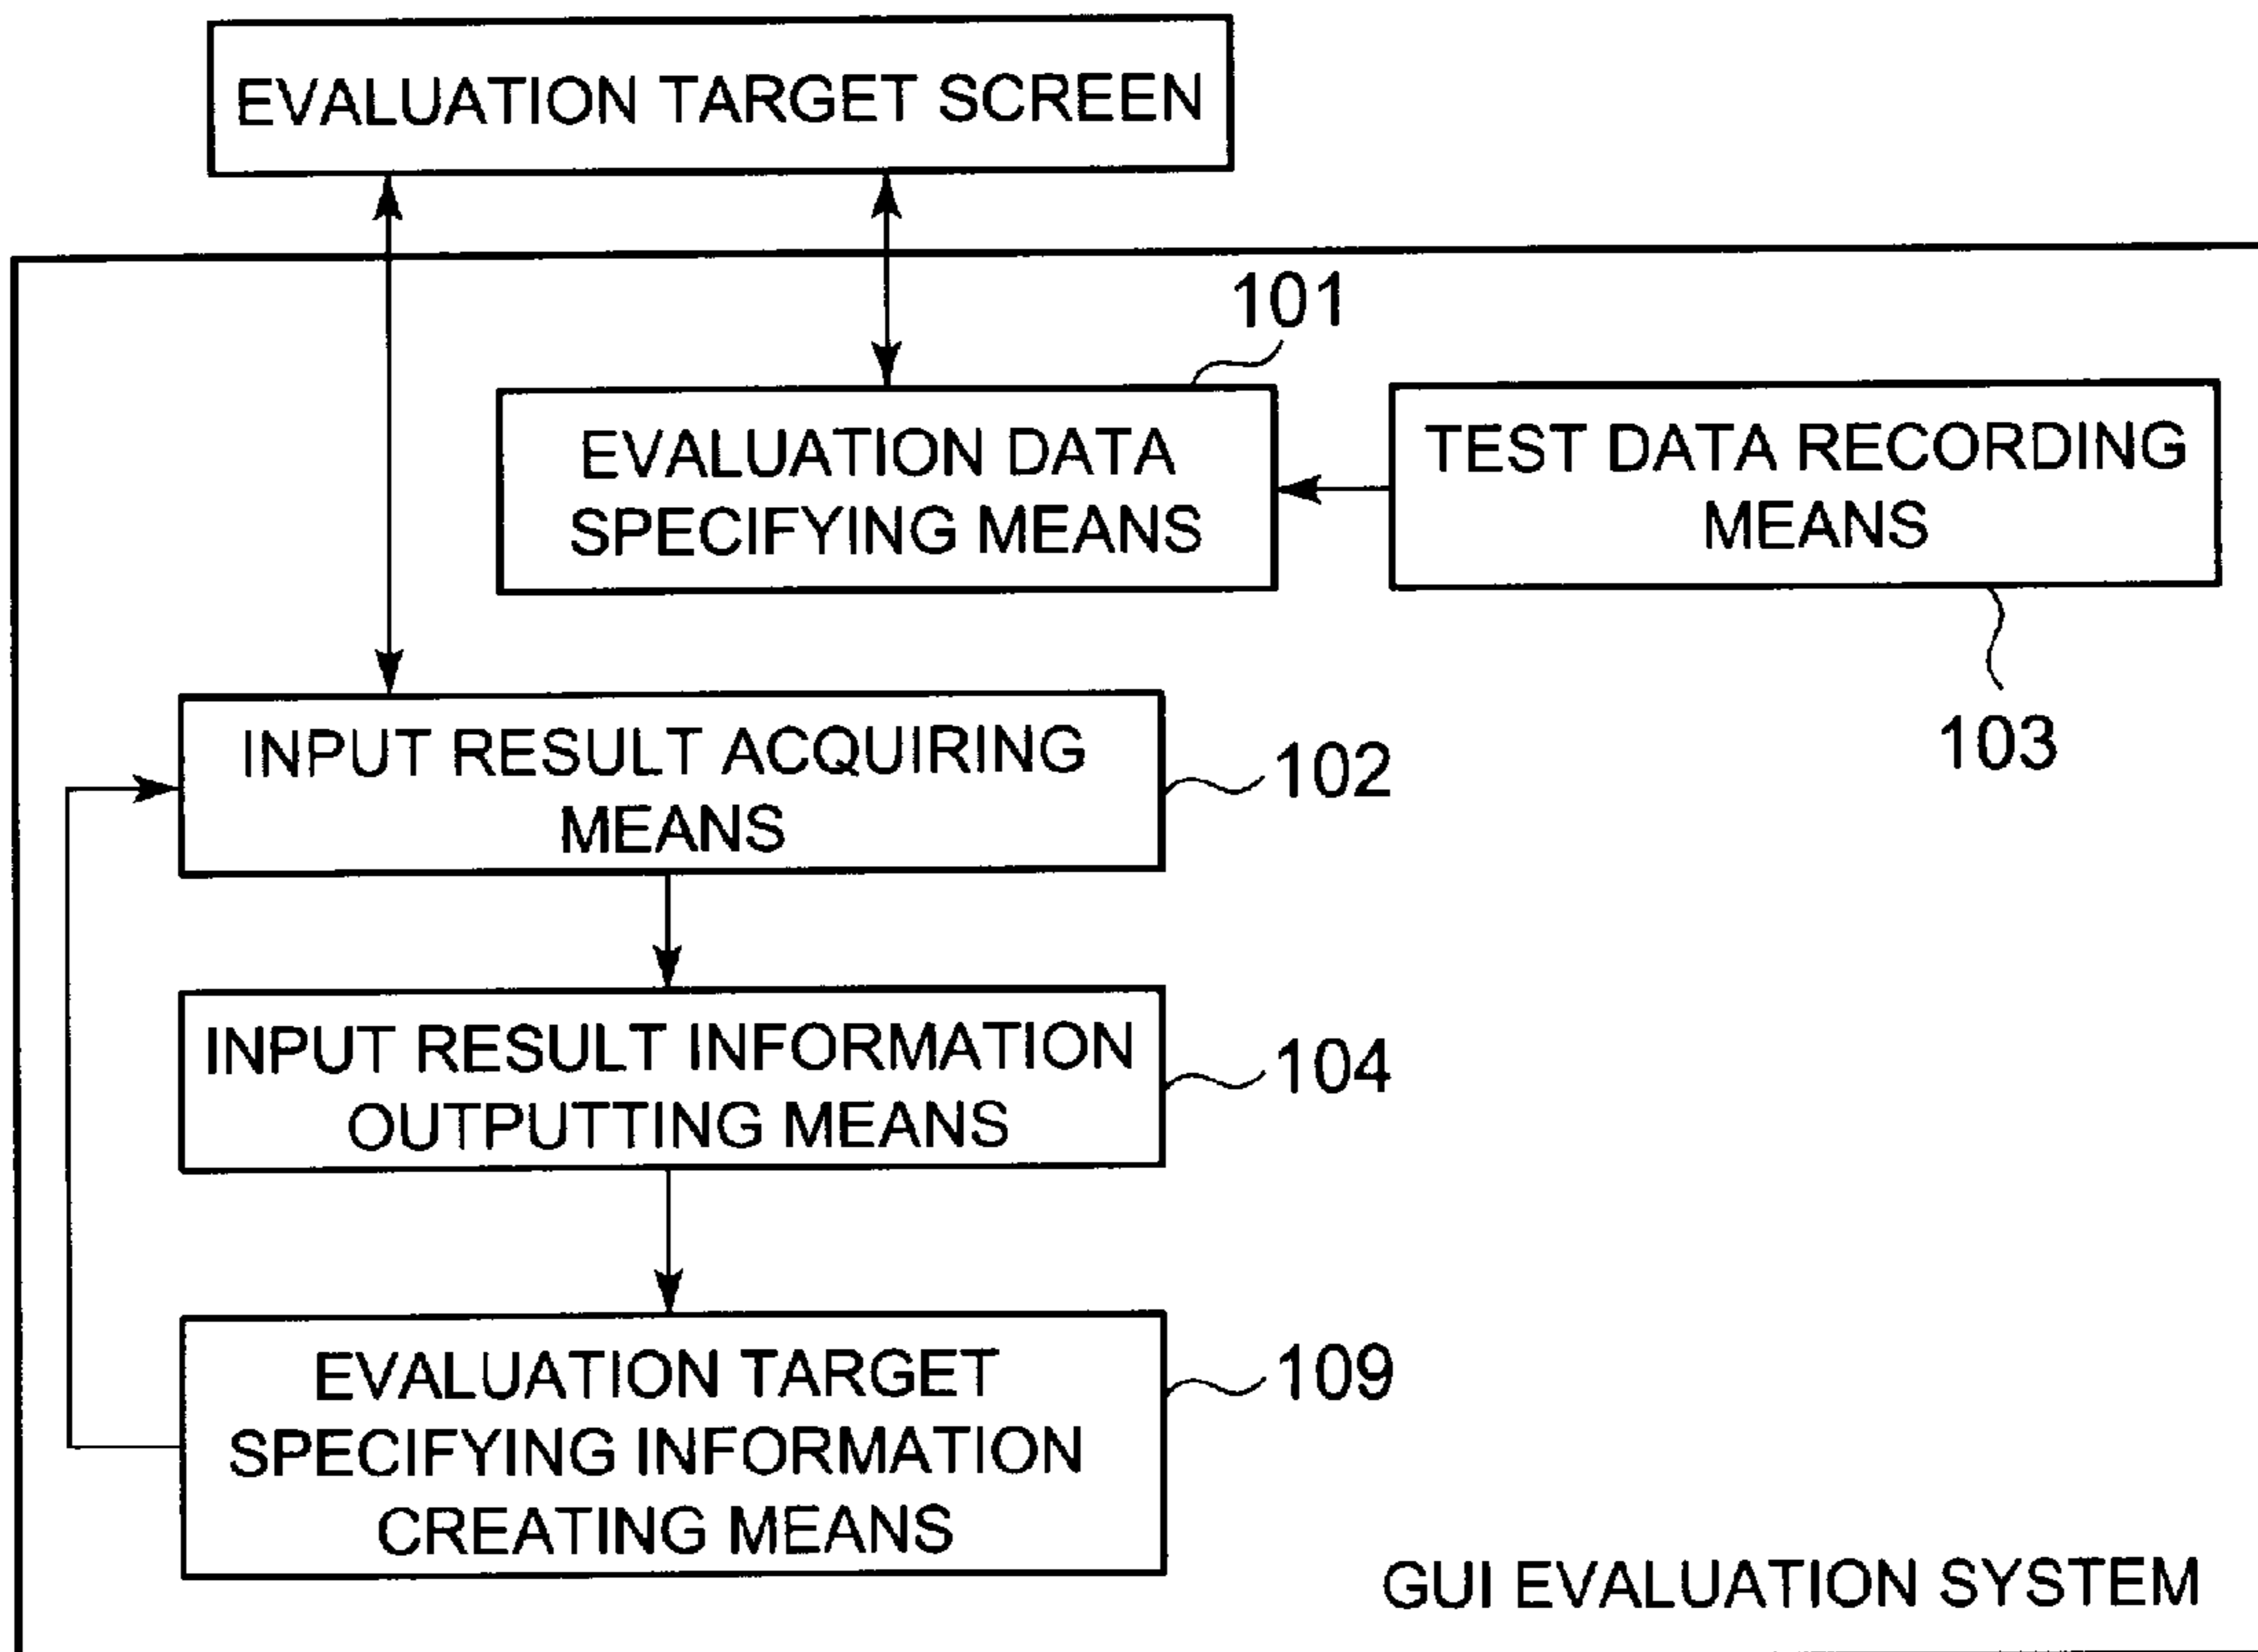 EVALUATION TARGET SCREEN
101
EVALUATION DATA
SPECIFYING MEANS
TEST DATA RECORDING
MEANS
103
INPUT RESULT ACQUIRING
MEANS
102
INPUT RESULT INFORMATION
OUTPUTTING MEANS
104
EVALUATION TARGET
SPECIFYING INFORMATION
CREATING MEANS
109
GUI EVALUATION SYSTEM